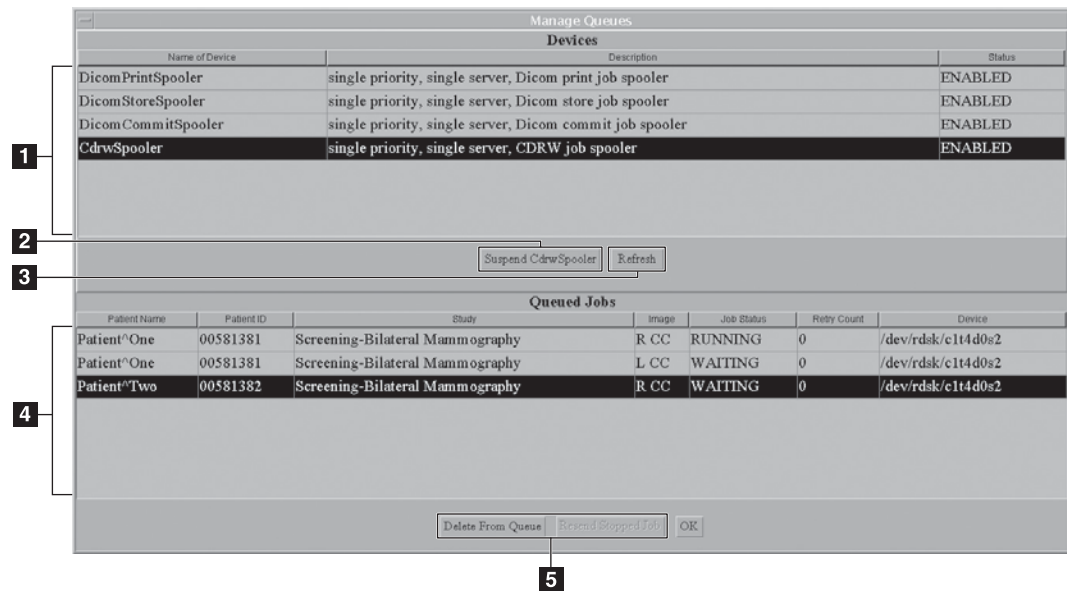 Manage Queues
Devices
Name of Device Description Status
DicomPrintSpooler single priority, single server, Dicom print job spooler ENABLED
DicomStoreSpooler single priority, single server, Dicom store job spooler ENABLED
DicomCommitSpooler single priority, single server, Dicom commit job spooler ENABLED
CdrwSpooler single priority, single server, CDRW job spooler ENABLED
1
2
Suspend CdrwSpooler Refresh
3
Queued Jobs
Patient Name Patient ID Study Image Job Status Retry Count Device
Patient^One 00581381 Screening-Bilateral Mammography R CC RUNNING 0 /dev/rdsk/c1t4d0s2
Patient^One 00581381 Screening-Bilateral Mammography L CC WAITING 0 /dev/rdsk/c1t4d0s2
Patient^Two 00581382 Screening-Bilateral Mammography R CC WAITING 0 /dev/rdsk/c1t4d0s2
4
Delete From Queue Resend Stopped Job OK
5